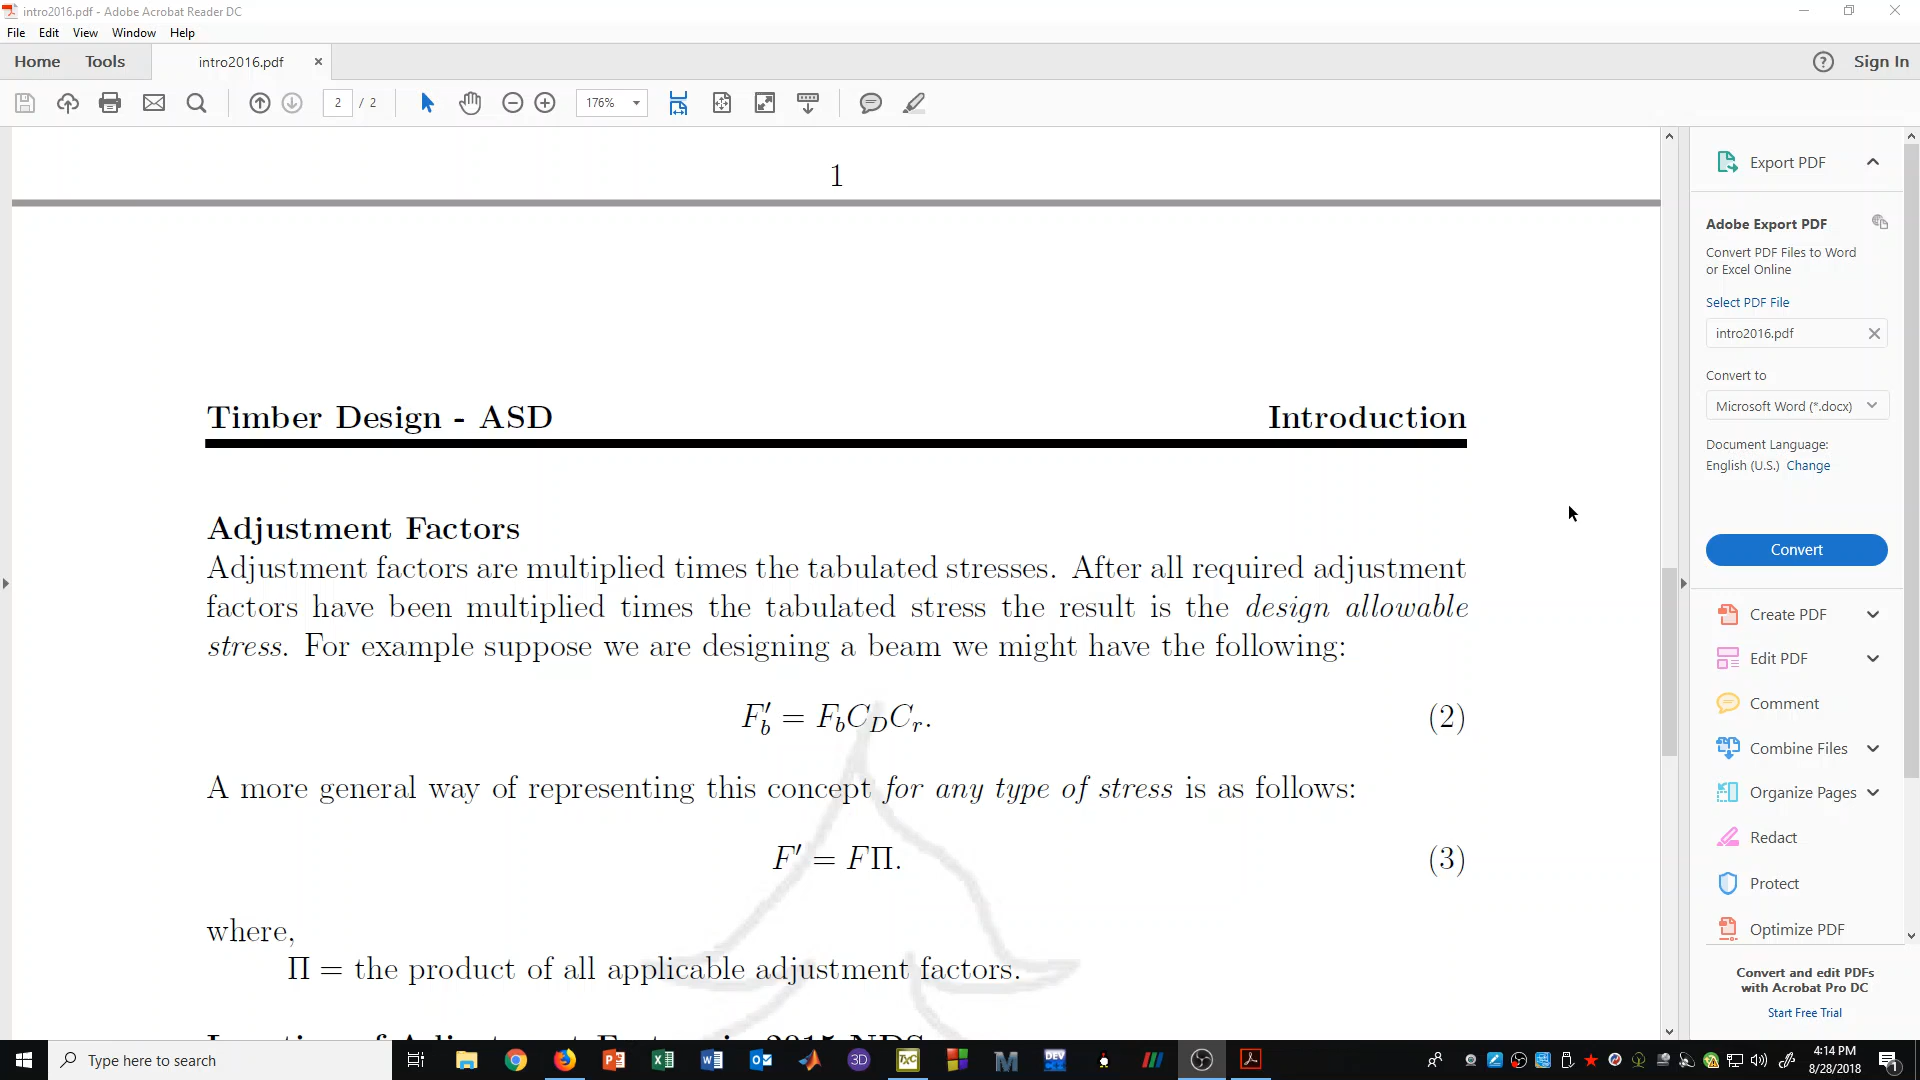 intro2016.pdf - Adobe Acrobat Reader DC
File Edit View Window Help
Home Tools intro2016.pdf × ? Sign In
2 / 2 176%
1
Timber Design - ASD Introduction
Adjustment Factors
Adjustment factors are multiplied times the tabulated stresses. After all required adjustment
factors have been multiplied times the tabulated stress the result is the design allowable
stress. For example suppose we are designing a beam we might have the following:
F′b = FbCDCr. (2)
A more general way of representing this concept for any type of stress is as follows:
F′ = FΠ. (3)
where,
Π = the product of all applicable adjustment factors.
Export PDF
Adobe Export PDF
Convert PDF Files to Word
or Excel Online
Select PDF File
intro2016.pdf
Convert to
Microsoft Word (*.docx)
Document Language:
English (U.S.) Change
Convert
Create PDF
Edit PDF
Comment
Combine Files
Organize Pages
Redact
Protect
Optimize PDF
Convert and edit PDFs
with Acrobat Pro DC
Start Free Trial
Type here to search
4:14 PM
8/28/2018